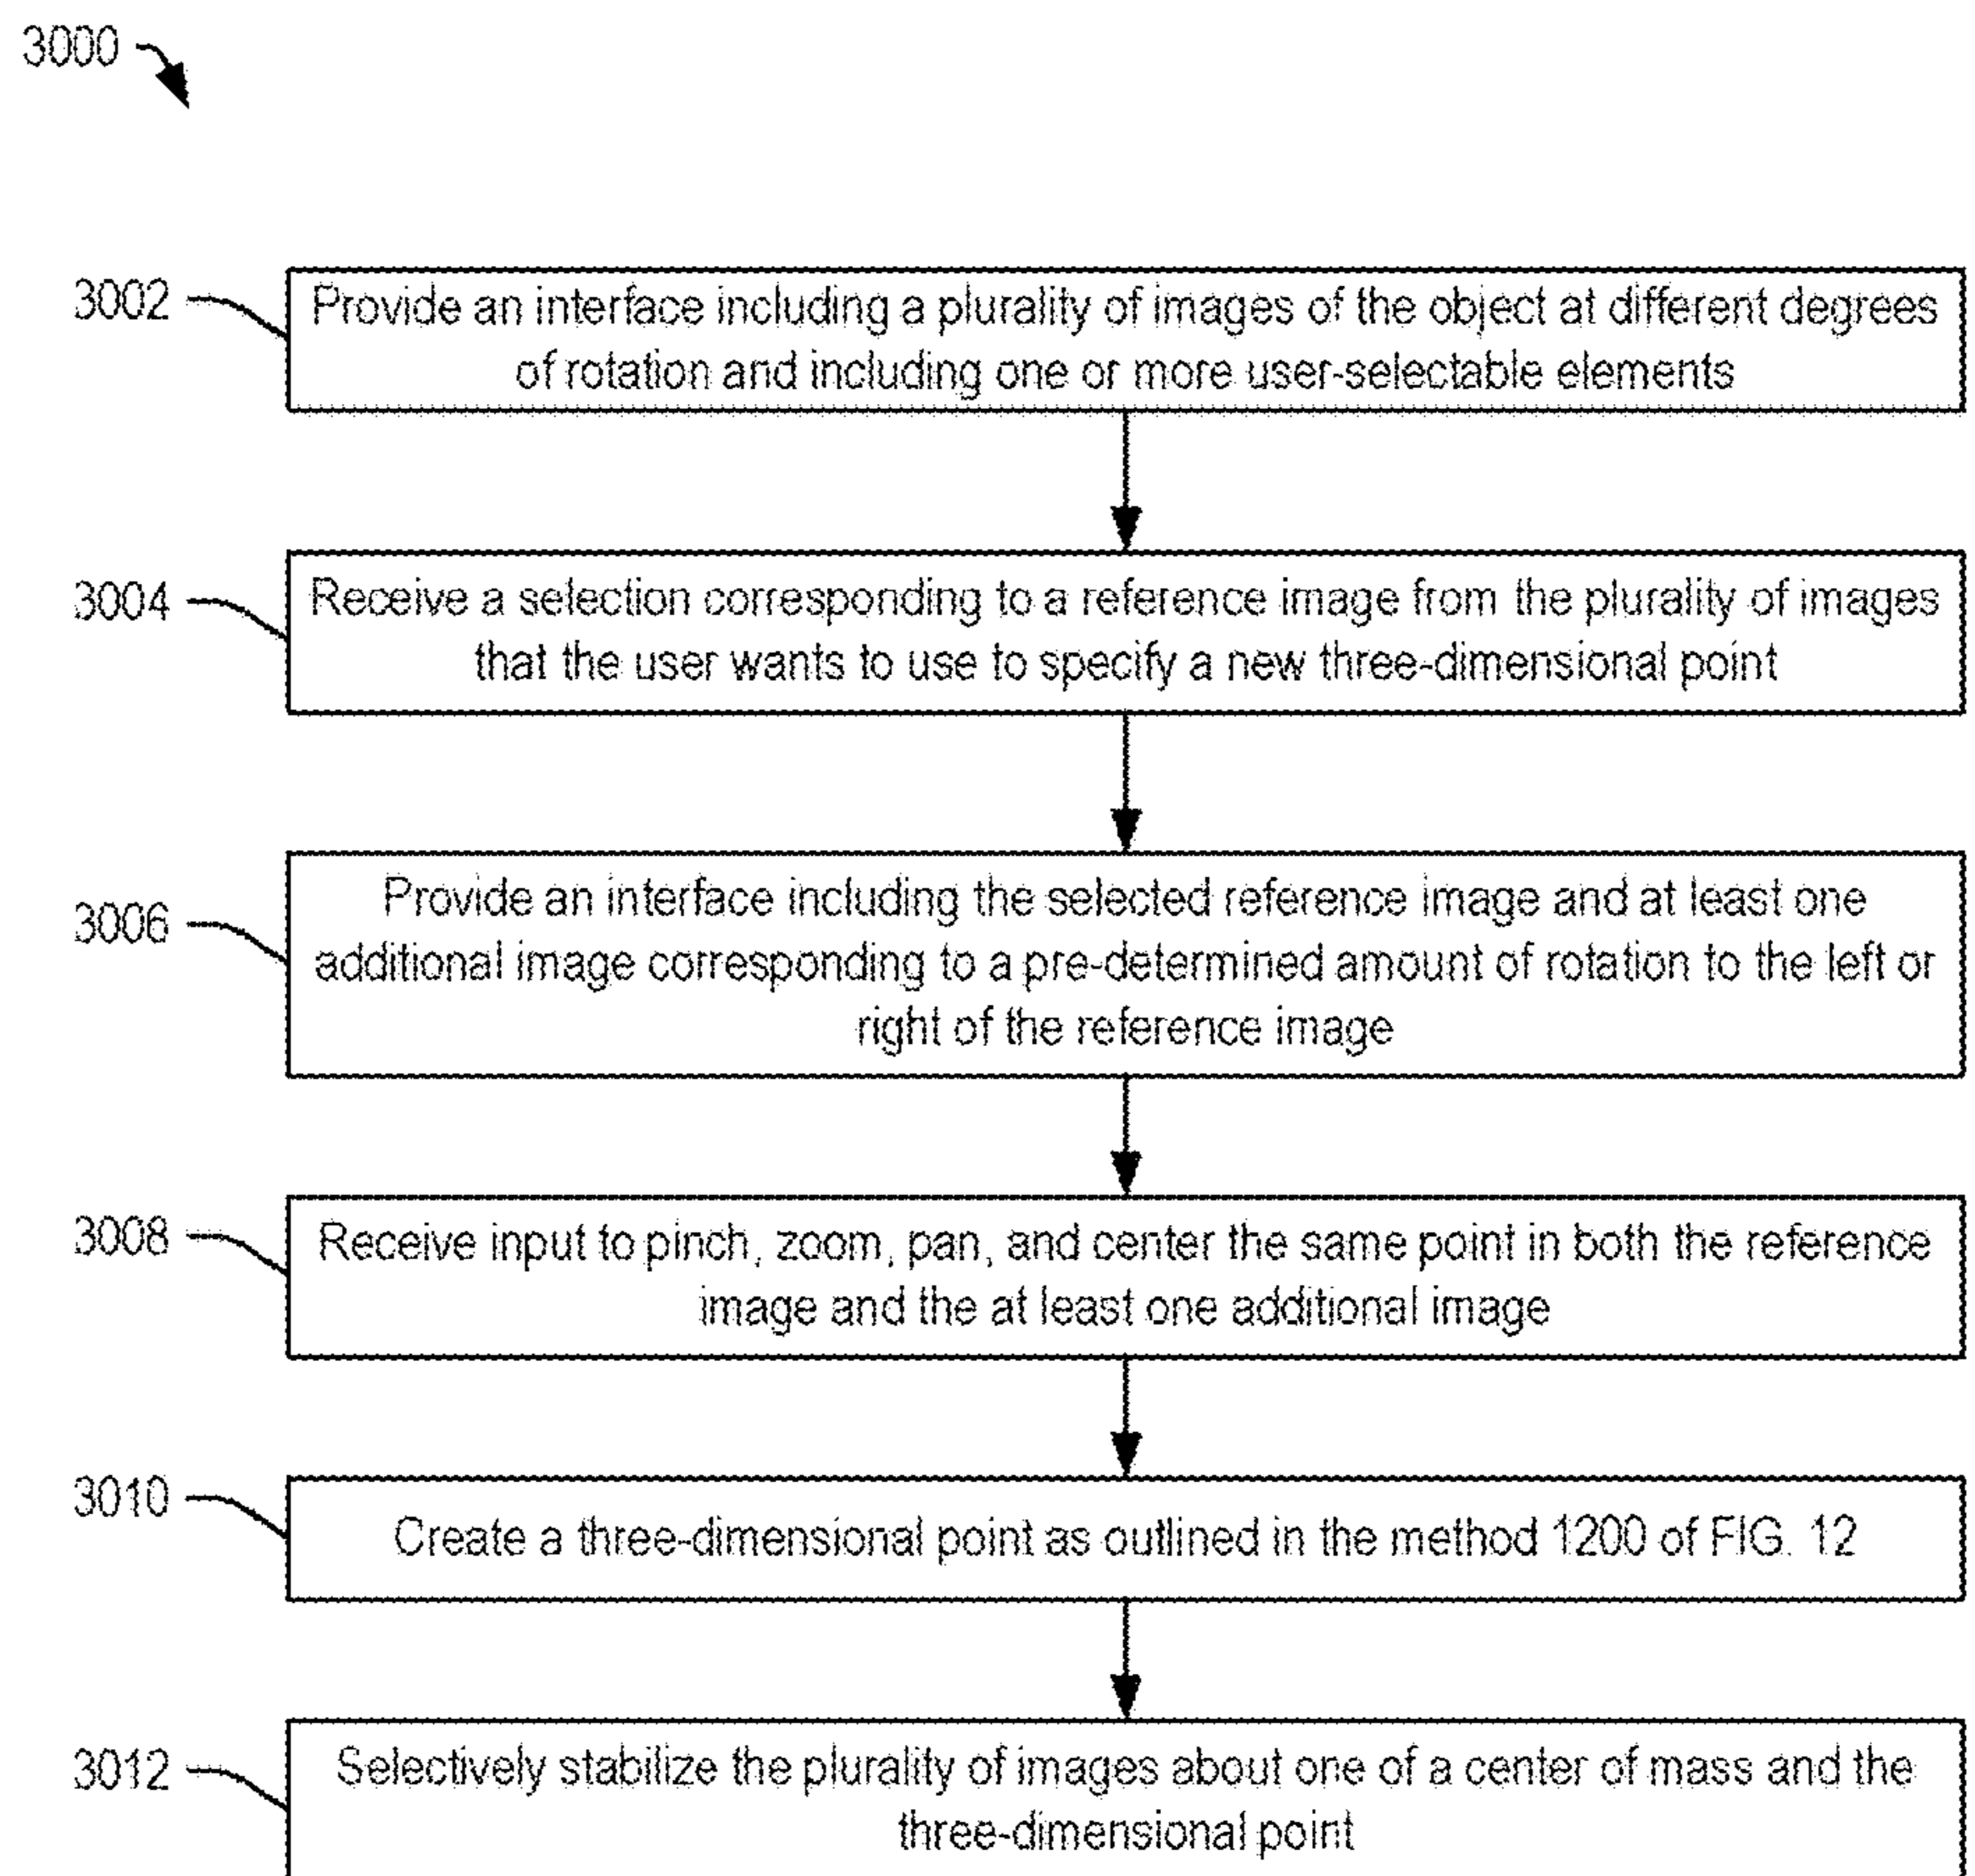 3000
3002
Provide an interface including a plurality of images of the object at different degrees
of rotation and including one or more user-selectable elements
3004
Receive a selection corresponding to a reference image from the plurality of images
that the user wants to use to specify a new three-dimensional point
3006
Provide an interface including the selected reference image and at least one
additional image corresponding to a pre-determined amount of rotation to the left or
right of the reference image
3008
Receive input to pinch, zoom, pan, and center the same point in both the reference
image and the at least one additional image
3010
Create a three-dimensional point as outlined in the method 1200 of FIG. 12
3012
Selectively stabilize the plurality of images about one of a center of mass and the
three-dimensional point